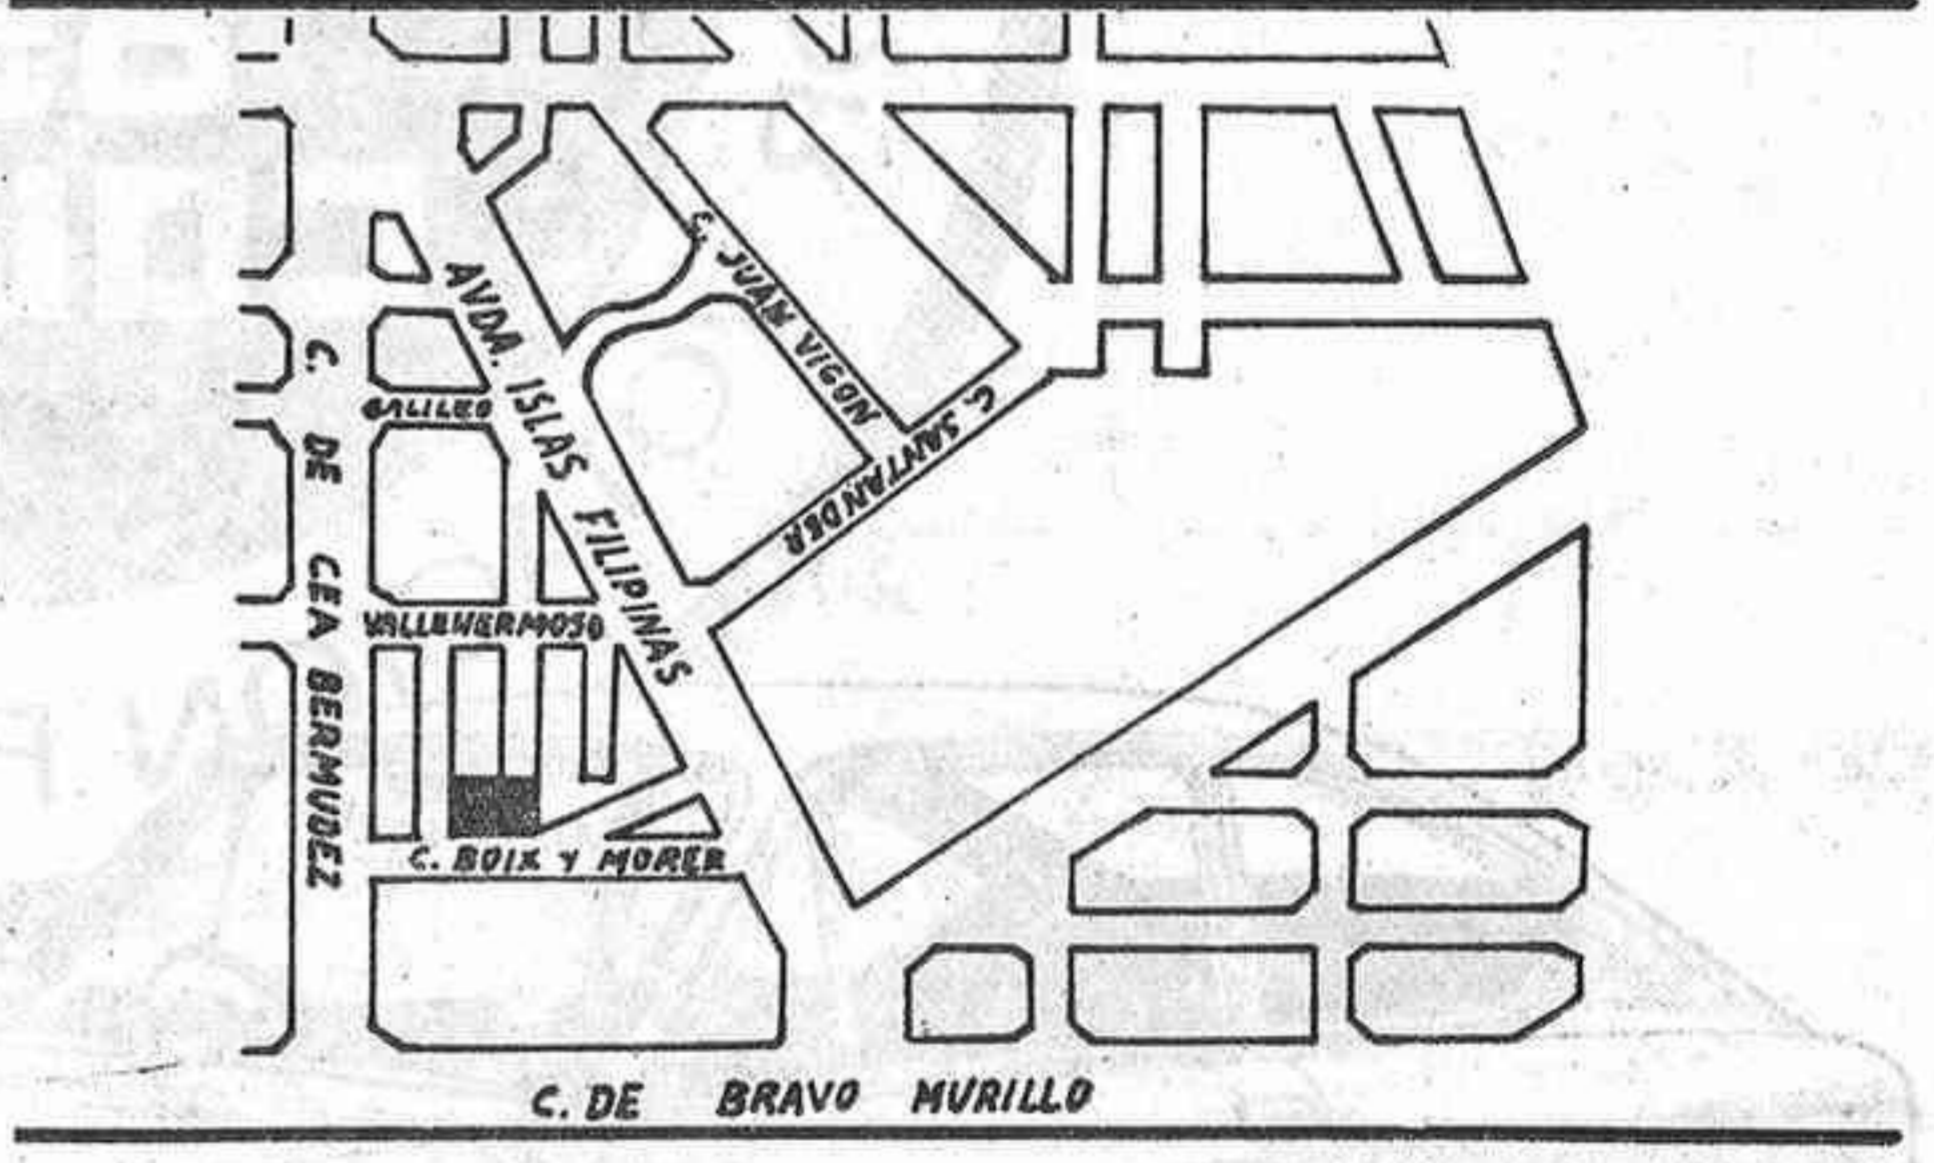 C. JUAN VIGON
AVDA. ISLAS FILIPINAS
C. DE CEA BERMUDEZ
GALILEO
C. SANTANDER
VALLEHERMOSO
C. BOIX Y MORER
C. DE BRAVO MURILLO